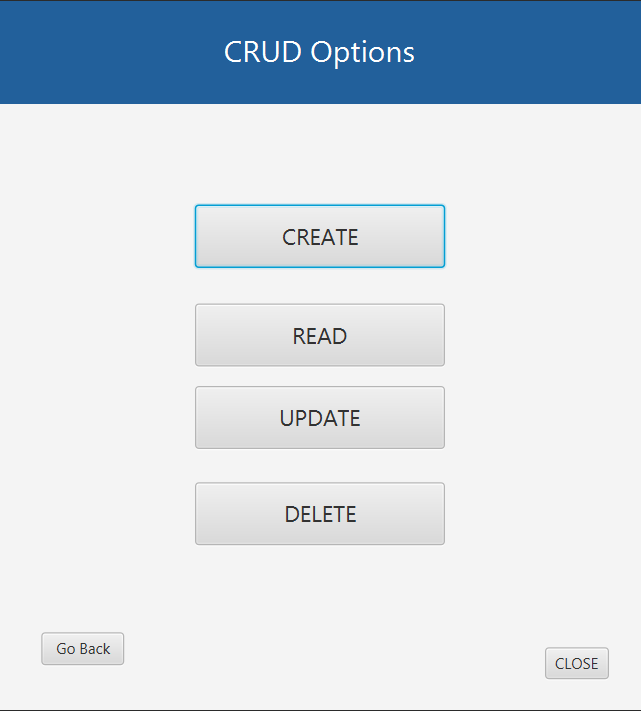 CRUD Options
CREATE
READ
UPDATE
DELETE
Go Back
CLOSE